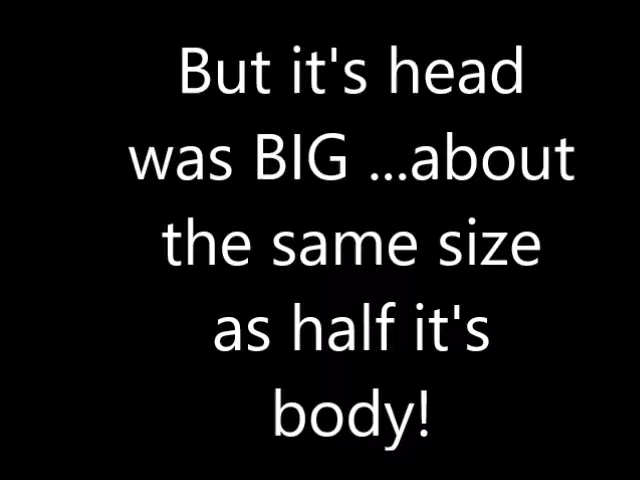 But it's head
was BIG ...about
the same size
as half it's
body!